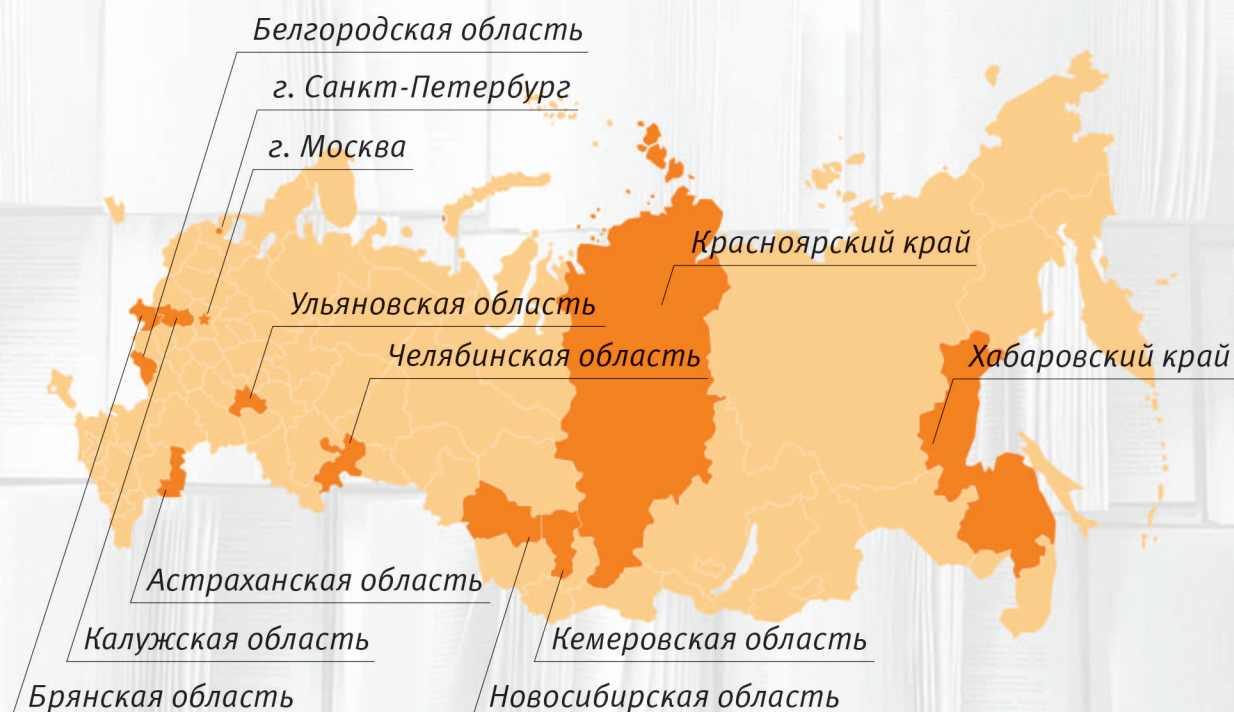 Белгородская область
г. Санкт-Петербург
г. Москва
Красноярский край
Ульяновская область
Челябинская область
Хабаровский край
Астраханская область
Калужская область
Кемеровская область
Брянская область
Новосибирская область